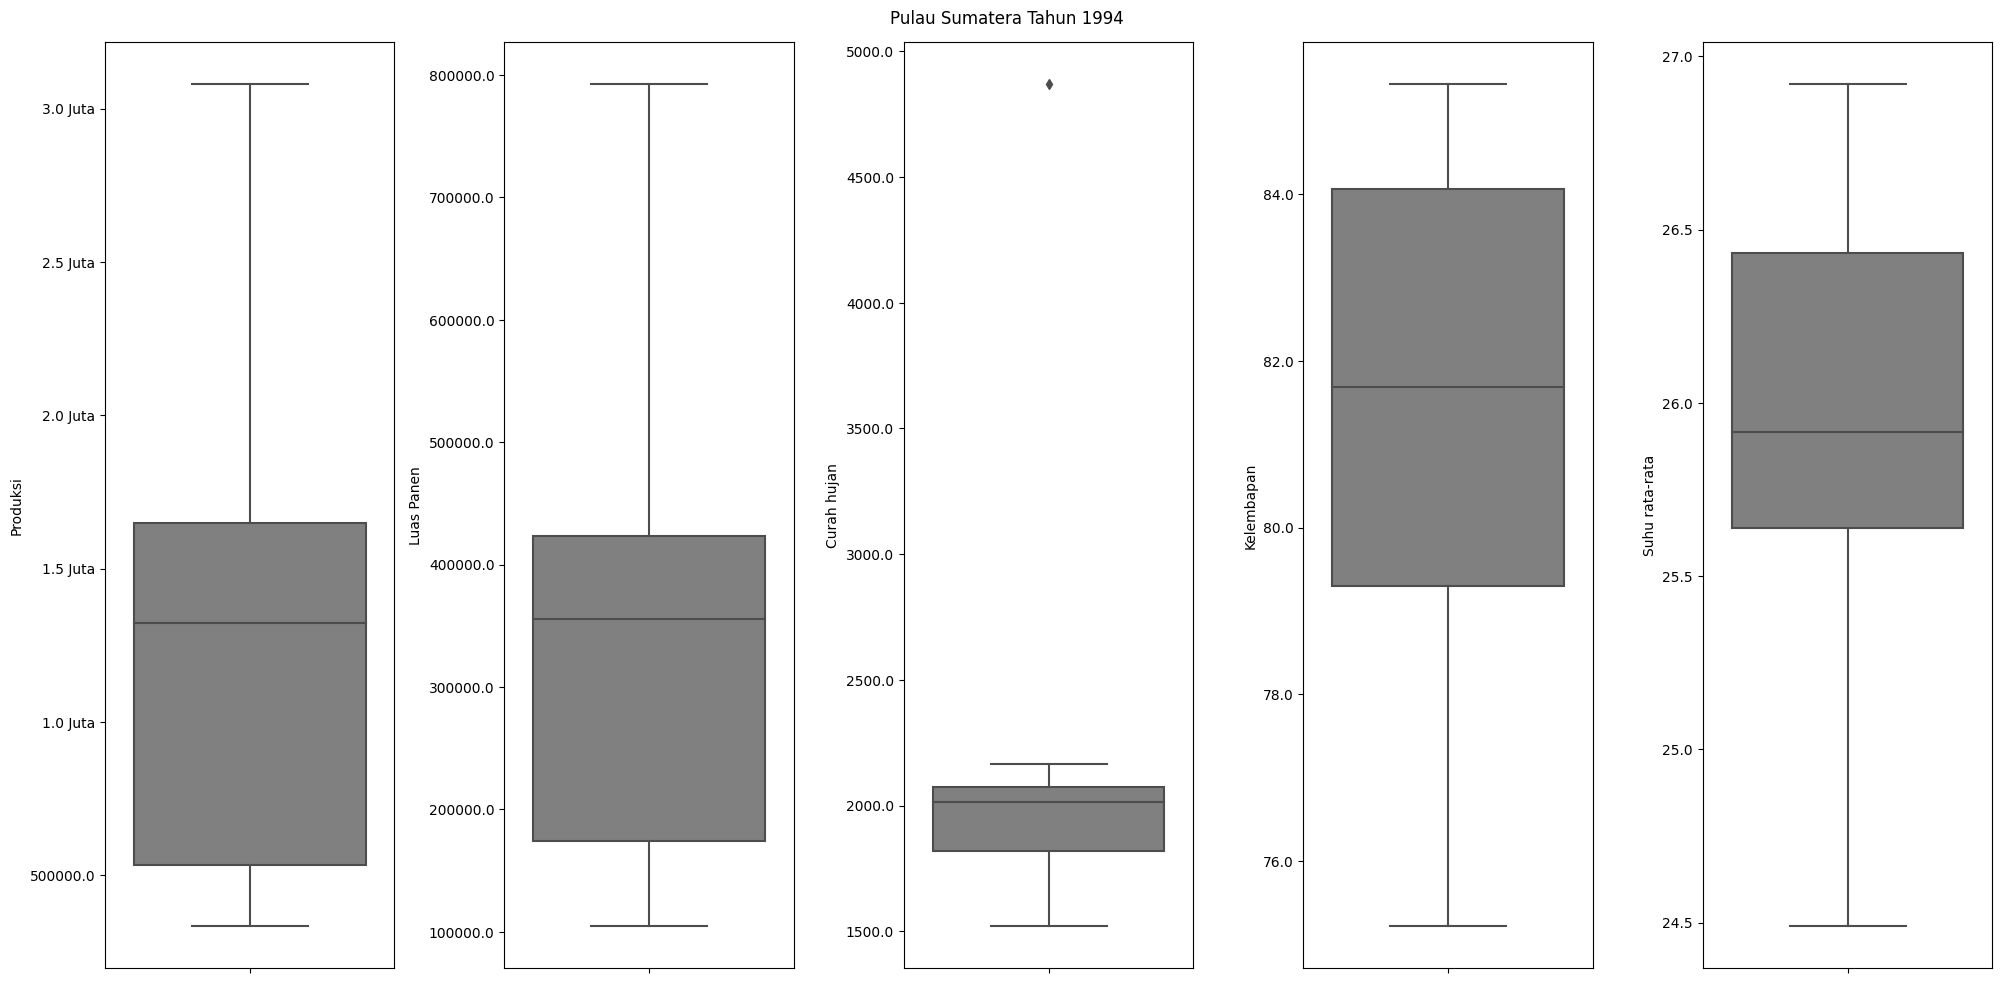 Pulau Sumatera Tahun 1994
Produksi
3.0 Juta
2.5 Juta
2.0 Juta
1.5 Juta
1.0 Juta
500000.0
Luas Panen
800000.0
700000.0
600000.0
500000.0
400000.0
300000.0
200000.0
100000.0
Curah hujan
5000.0
4500.0
4000.0
3500.0
3000.0
2500.0
2000.0
1500.0
Kelembapan
84.0
82.0
80.0
78.0
76.0
Suhu rata-rata
27.0
26.5
26.0
25.5
25.0
24.5